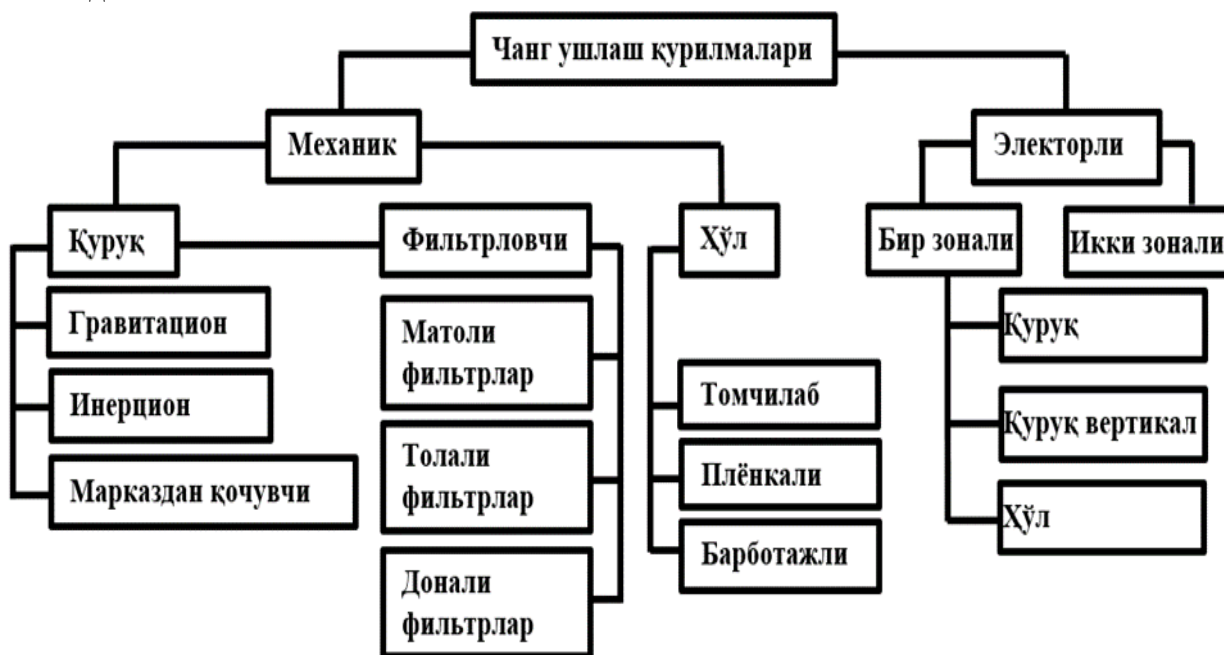 Чанг ушлаш қурилмалари
Механик
Электорли
Қуруқ
Фильтрловчи
Ҳўл
Бир зонали
Икки зонали
Гравитацион
Инерцион
Марказдан қочувчи
Матоли
фильтрлар
Толали
фильтрлар
Донали
фильтрлар
Томчилаб
Плёнкали
Барботажли
Қуруқ
Қуруқ вертикал
Ҳўл